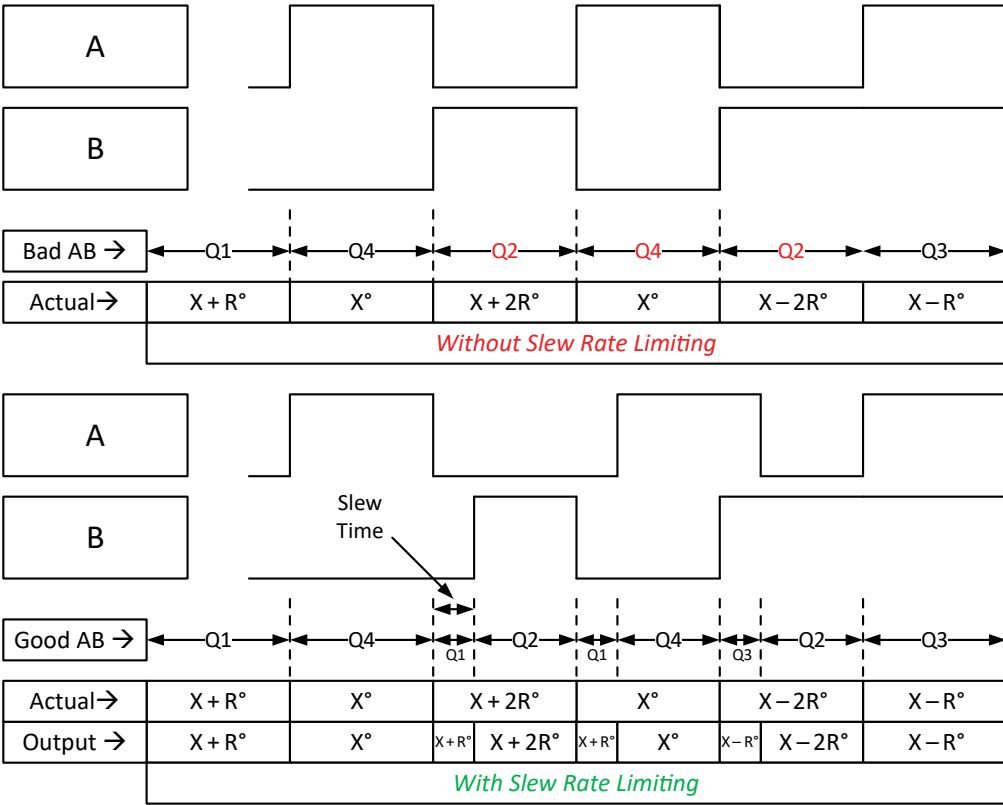 A
B
Bad AB → Q1 Q4 Q2 Q4 Q2 Q3
Actual→ X + R° X° X + 2R° X° X – 2R° X – R°
Without Slew Rate Limiting
A
Slew
Time
B
Good AB → Q1 Q4 Q1 Q2 Q1 Q4 Q3 Q2 Q3
Actual→ X + R° X° X + 2R° X° X – 2R° X – R°
Output → X + R° X° X + R° X + 2R° X + R° X° X – R° X – 2R° X – R°
With Slew Rate Limiting